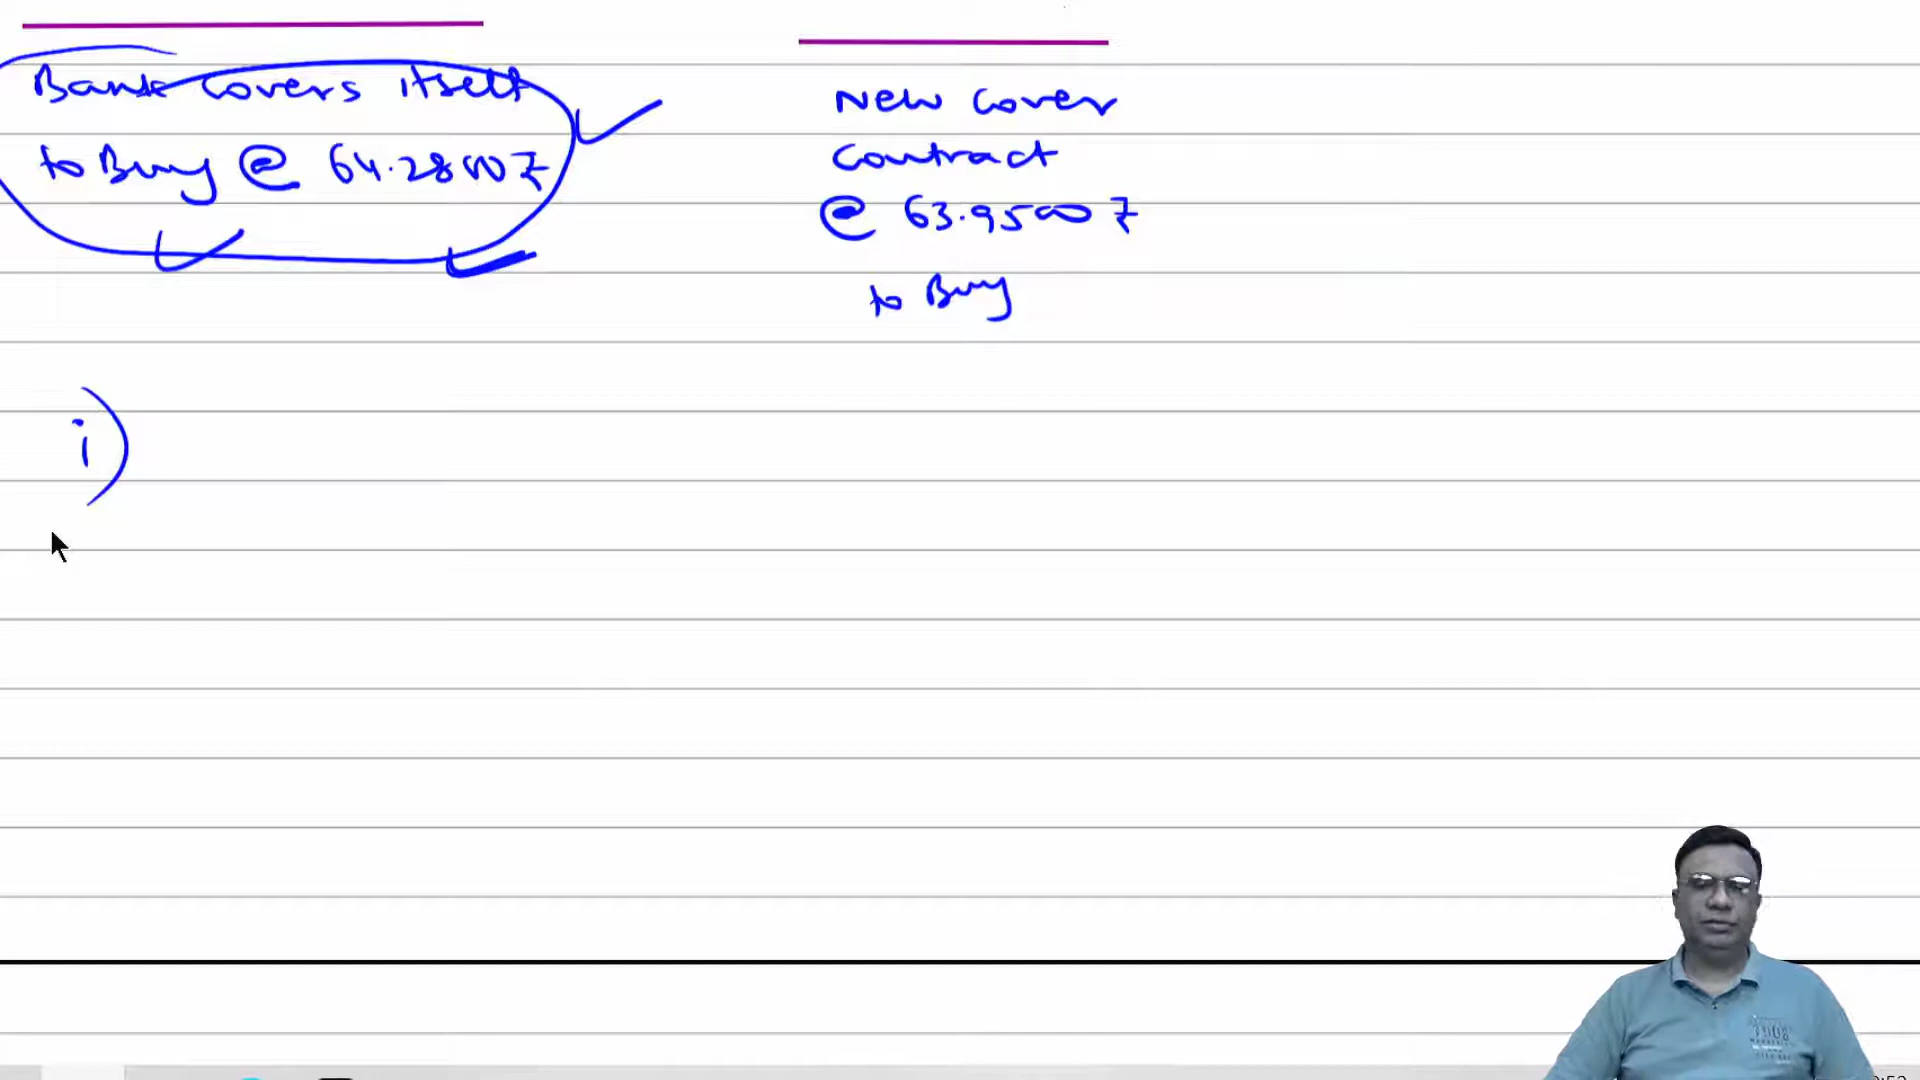 Bank covers itself
to Buy @ 64.2800₹
New cover
contract
@ 63.9500₹
to Buy
i)